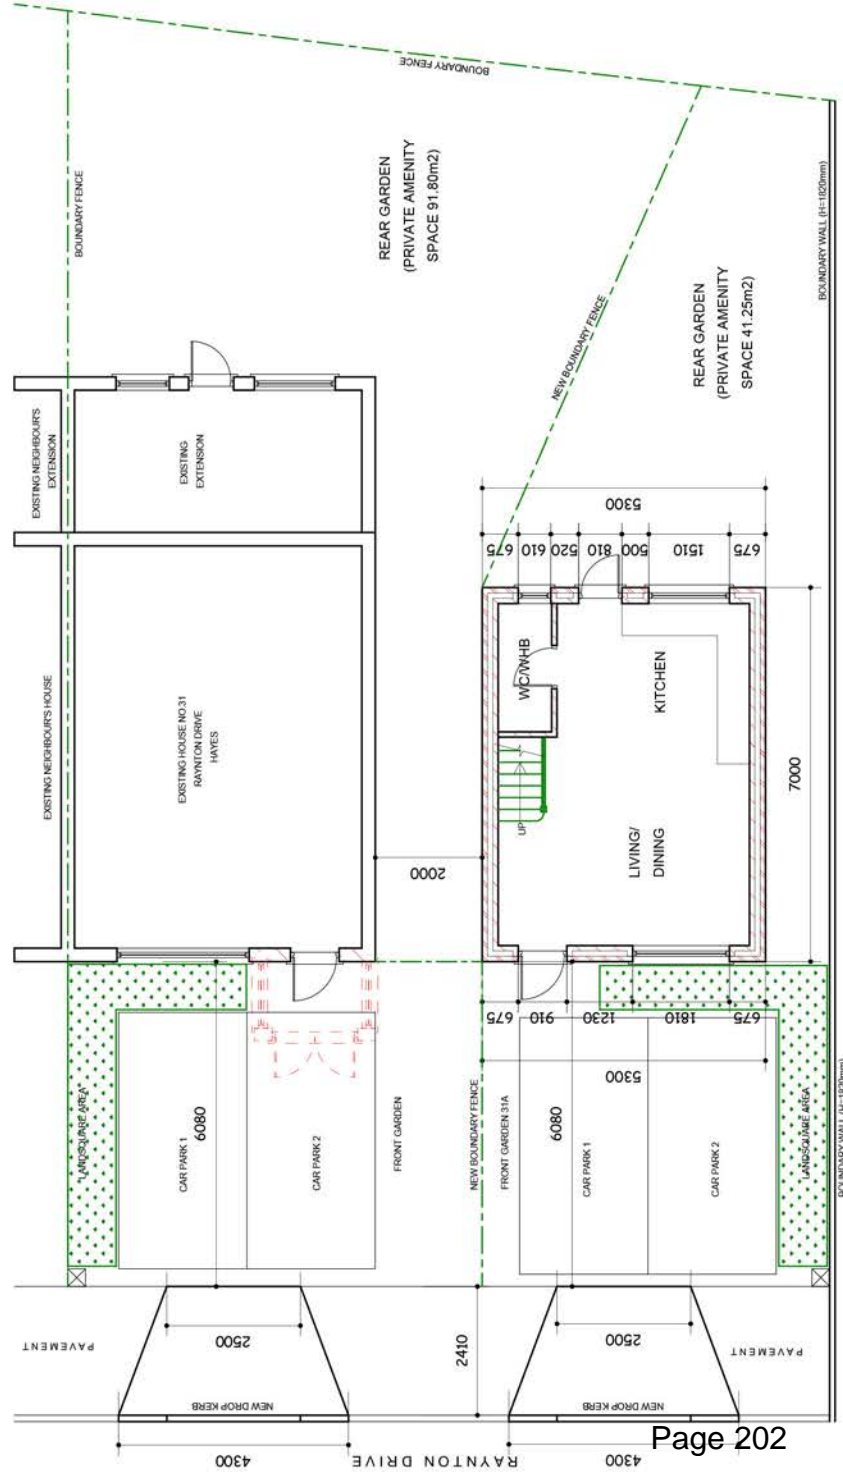 BOUNDARY FENCE
BOUNDARY FENCE
REAR GARDEN
(PRIVATE AMENITY
SPACE 91.80m2)
BOUNDARY WALL (H=1820mm)
NEW BOUNDARY FENCE
REAR GARDEN
(PRIVATE AMENITY
SPACE 41.25m2)
EXISTING NEIGHBOUR'S
EXTENSION
EXISTING
EXTENSION
5300
675
610
520
810
500
1510
675
EXISTING NEIGHBOUR'S HOUSE
EXISTING HOUSE NO.31
RAYNTON DRIVE
HAYES
WC/WHB
KITCHEN
UP
LIVING/
DINING
7000
2000
675
910
1230
1810
675
5300
LANDSQUARE AREA
CAR PARK 1
6080
CAR PARK 2
FRONT GARDEN
NEW BOUNDARY FENCE
FRONT GARDEN 31A
6080
CAR PARK 1
CAR PARK 2
LANDSQUARE AREA
BOUNDARY WALL (H=1820mm)
PAVEMENT
2500
2410
2500
PAVEMENT
NEW DROP KERB
NEW DROP KERB
4300
RAYNTON DRIVE
4300
Page 202